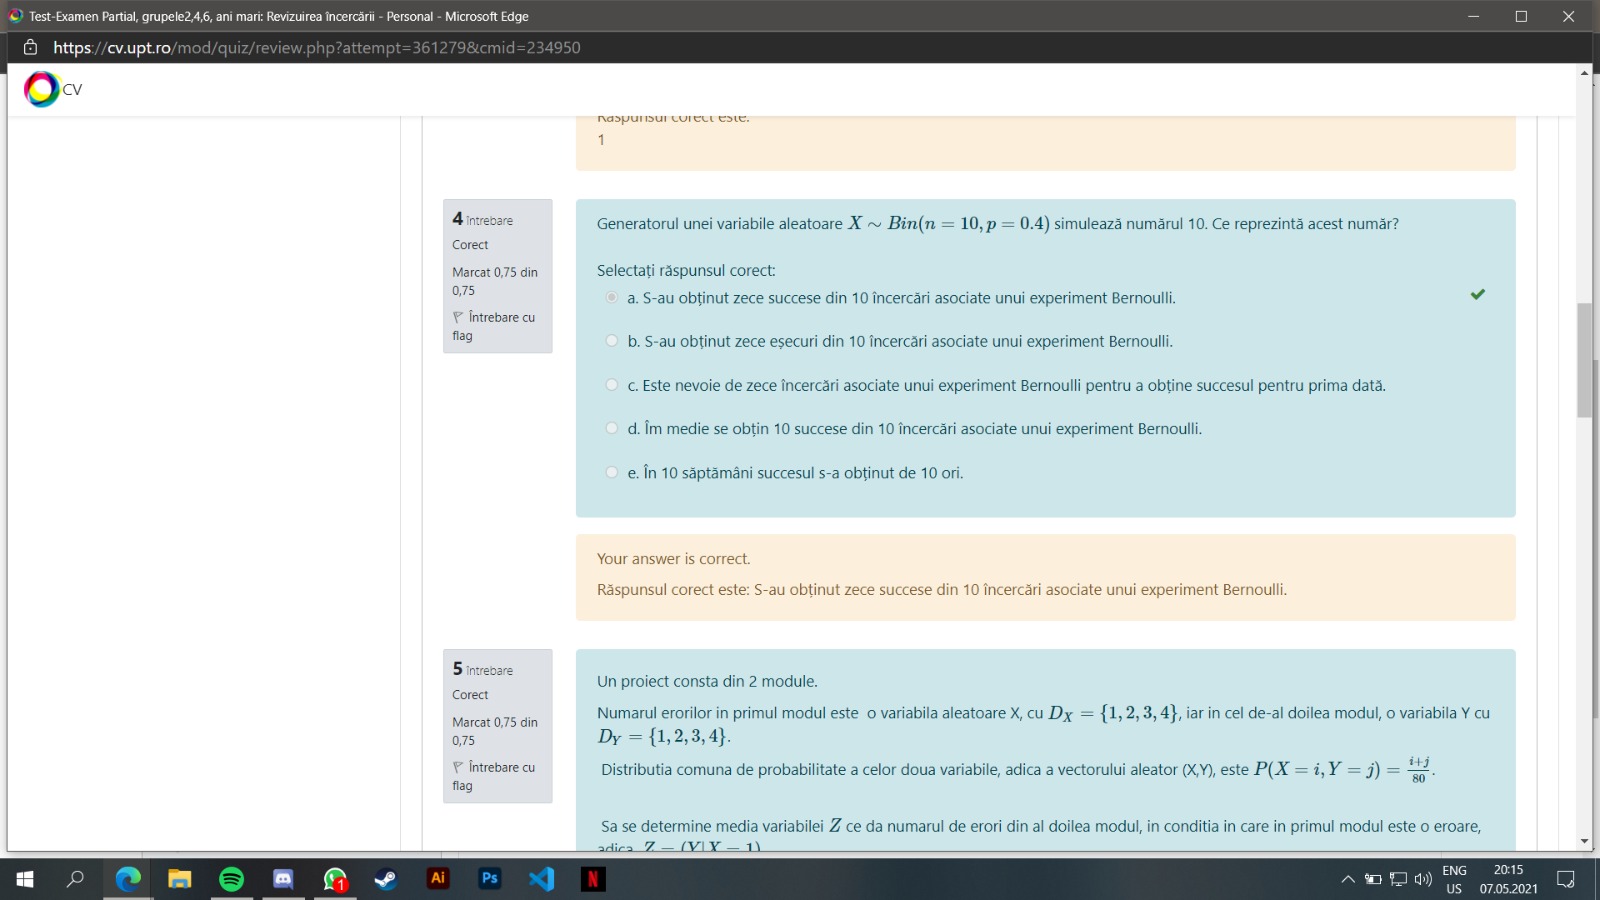 Test-Examen Partial, grupele2,4,6, ani mari: Revizuirea încercării - Personal - Microsoft Edge
https://cv.upt.ro/mod/quiz/review.php?attempt=361279&cmid=234950
CV
Răspunsul corect este:
1
4 întrebare
Corect
Marcat 0,75 din
0,75
Întrebare cu
flag
Generatorul unei variabile aleatoare X ∼ Bin(n = 10, p = 0.4) simulează numărul 10. Ce reprezintă acest număr?
Selectați răspunsul corect:
a. S-au obținut zece succese din 10 încercări asociate unui experiment Bernoulli.
b. S-au obținut zece eșecuri din 10 încercări asociate unui experiment Bernoulli.
c. Este nevoie de zece încercări asociate unui experiment Bernoulli pentru a obține succesul pentru prima dată.
d. Îm medie se obțin 10 succese din 10 încercări asociate unui experiment Bernoulli.
e. În 10 săptămâni succesul s-a obținut de 10 ori.
Your answer is correct.
Răspunsul corect este: S-au obținut zece succese din 10 încercări asociate unui experiment Bernoulli.
5 întrebare
Corect
Marcat 0,75 din
0,75
Întrebare cu
flag
Un proiect consta din 2 module.
Numarul erorilor in primul modul este o variabila aleatoare X, cu D_X = {1, 2, 3, 4}, iar in cel de-al doilea modul, o variabila Y cu
D_Y = {1, 2, 3, 4}.
Distributia comuna de probabilitate a celor doua variabile, adica a vectorului aleator (X,Y), este P(X = i, Y = j) = (i+j)/80.
Sa se determine media variabilei Z ce da numarul de erori din al doilea modul, in conditia in care in primul modul este o eroare,
adica Z = (Y|X = 1)
1
Ai
Ps
N
ENG
US
20:15
07.05.2021